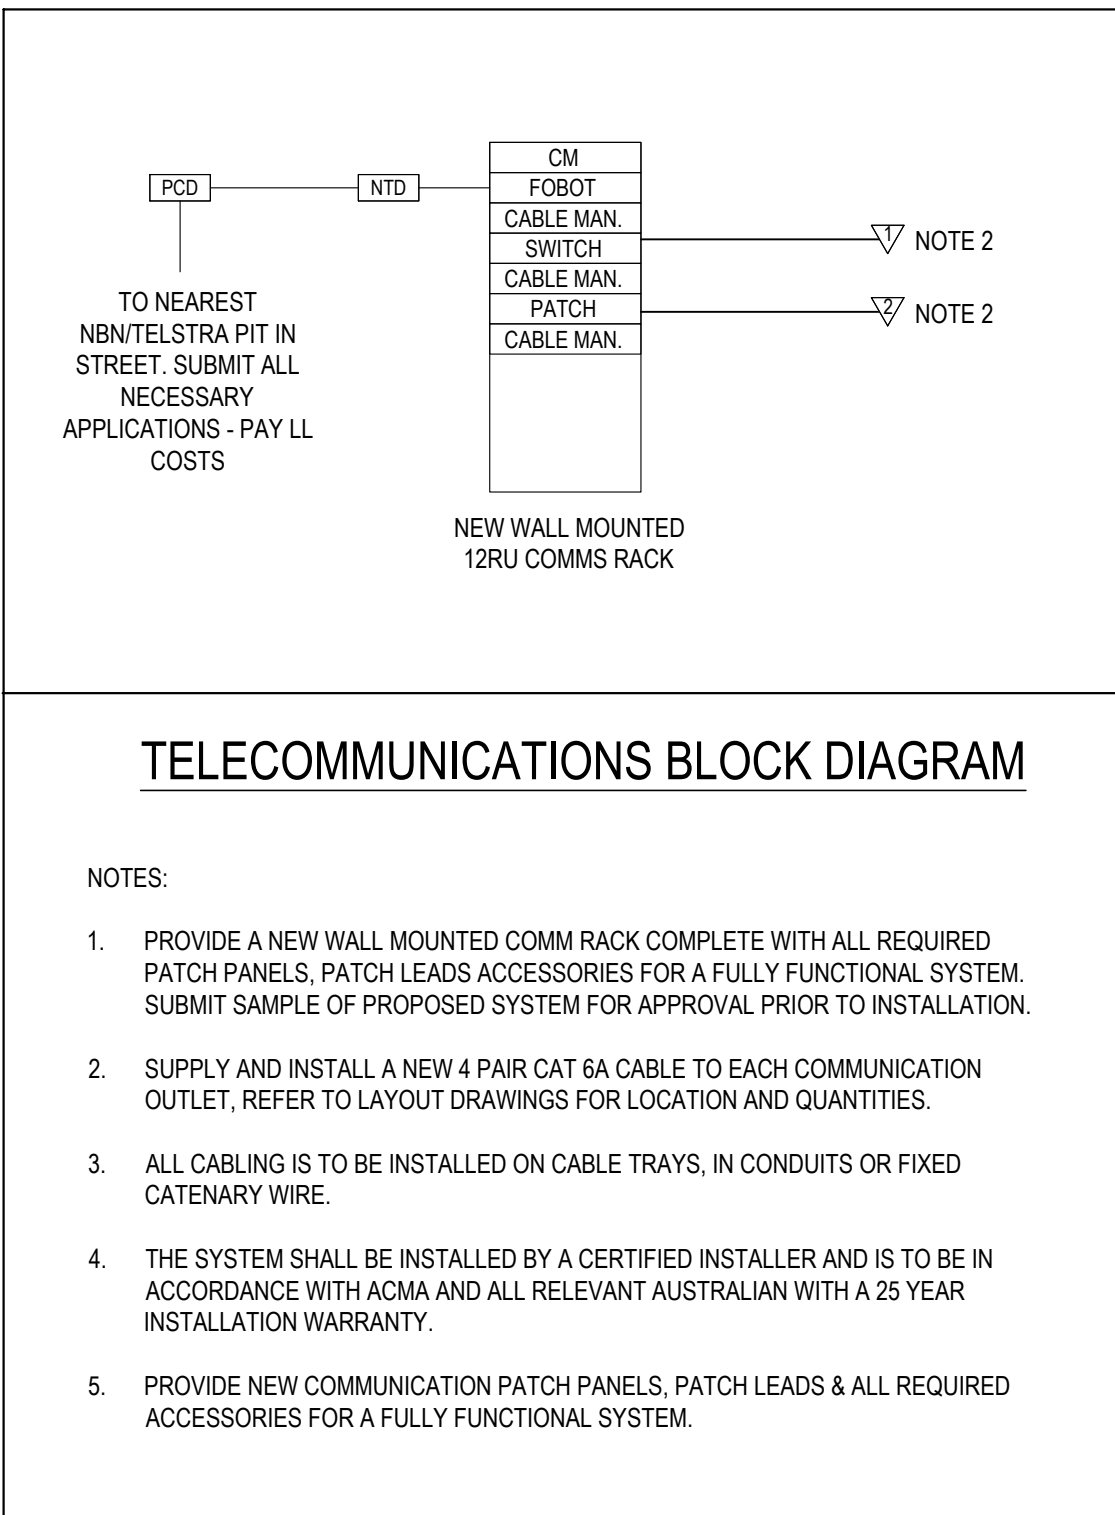 CM
PCD
NTD
FOBOT
CABLE MAN.
SWITCH
1 NOTE 2
CABLE MAN.
PATCH
2 NOTE 2
CABLE MAN.
TO NEAREST
NBN/TELSTRA PIT IN
STREET. SUBMIT ALL
NECESSARY
APPLICATIONS - PAY LL
COSTS
NEW WALL MOUNTED
12RU COMMS RACK
TELECOMMUNICATIONS BLOCK DIAGRAM
NOTES:
1. PROVIDE A NEW WALL MOUNTED COMM RACK COMPLETE WITH ALL REQUIRED
PATCH PANELS, PATCH LEADS ACCESSORIES FOR A FULLY FUNCTIONAL SYSTEM.
SUBMIT SAMPLE OF PROPOSED SYSTEM FOR APPROVAL PRIOR TO INSTALLATION.
2. SUPPLY AND INSTALL A NEW 4 PAIR CAT 6A CABLE TO EACH COMMUNICATION
OUTLET, REFER TO LAYOUT DRAWINGS FOR LOCATION AND QUANTITIES.
3. ALL CABLING IS TO BE INSTALLED ON CABLE TRAYS, IN CONDUITS OR FIXED
CATENARY WIRE.
4. THE SYSTEM SHALL BE INSTALLED BY A CERTIFIED INSTALLER AND IS TO BE IN
ACCORDANCE WITH ACMA AND ALL RELEVANT AUSTRALIAN WITH A 25 YEAR
INSTALLATION WARRANTY.
5. PROVIDE NEW COMMUNICATION PATCH PANELS, PATCH LEADS & ALL REQUIRED
ACCESSORIES FOR A FULLY FUNCTIONAL SYSTEM.